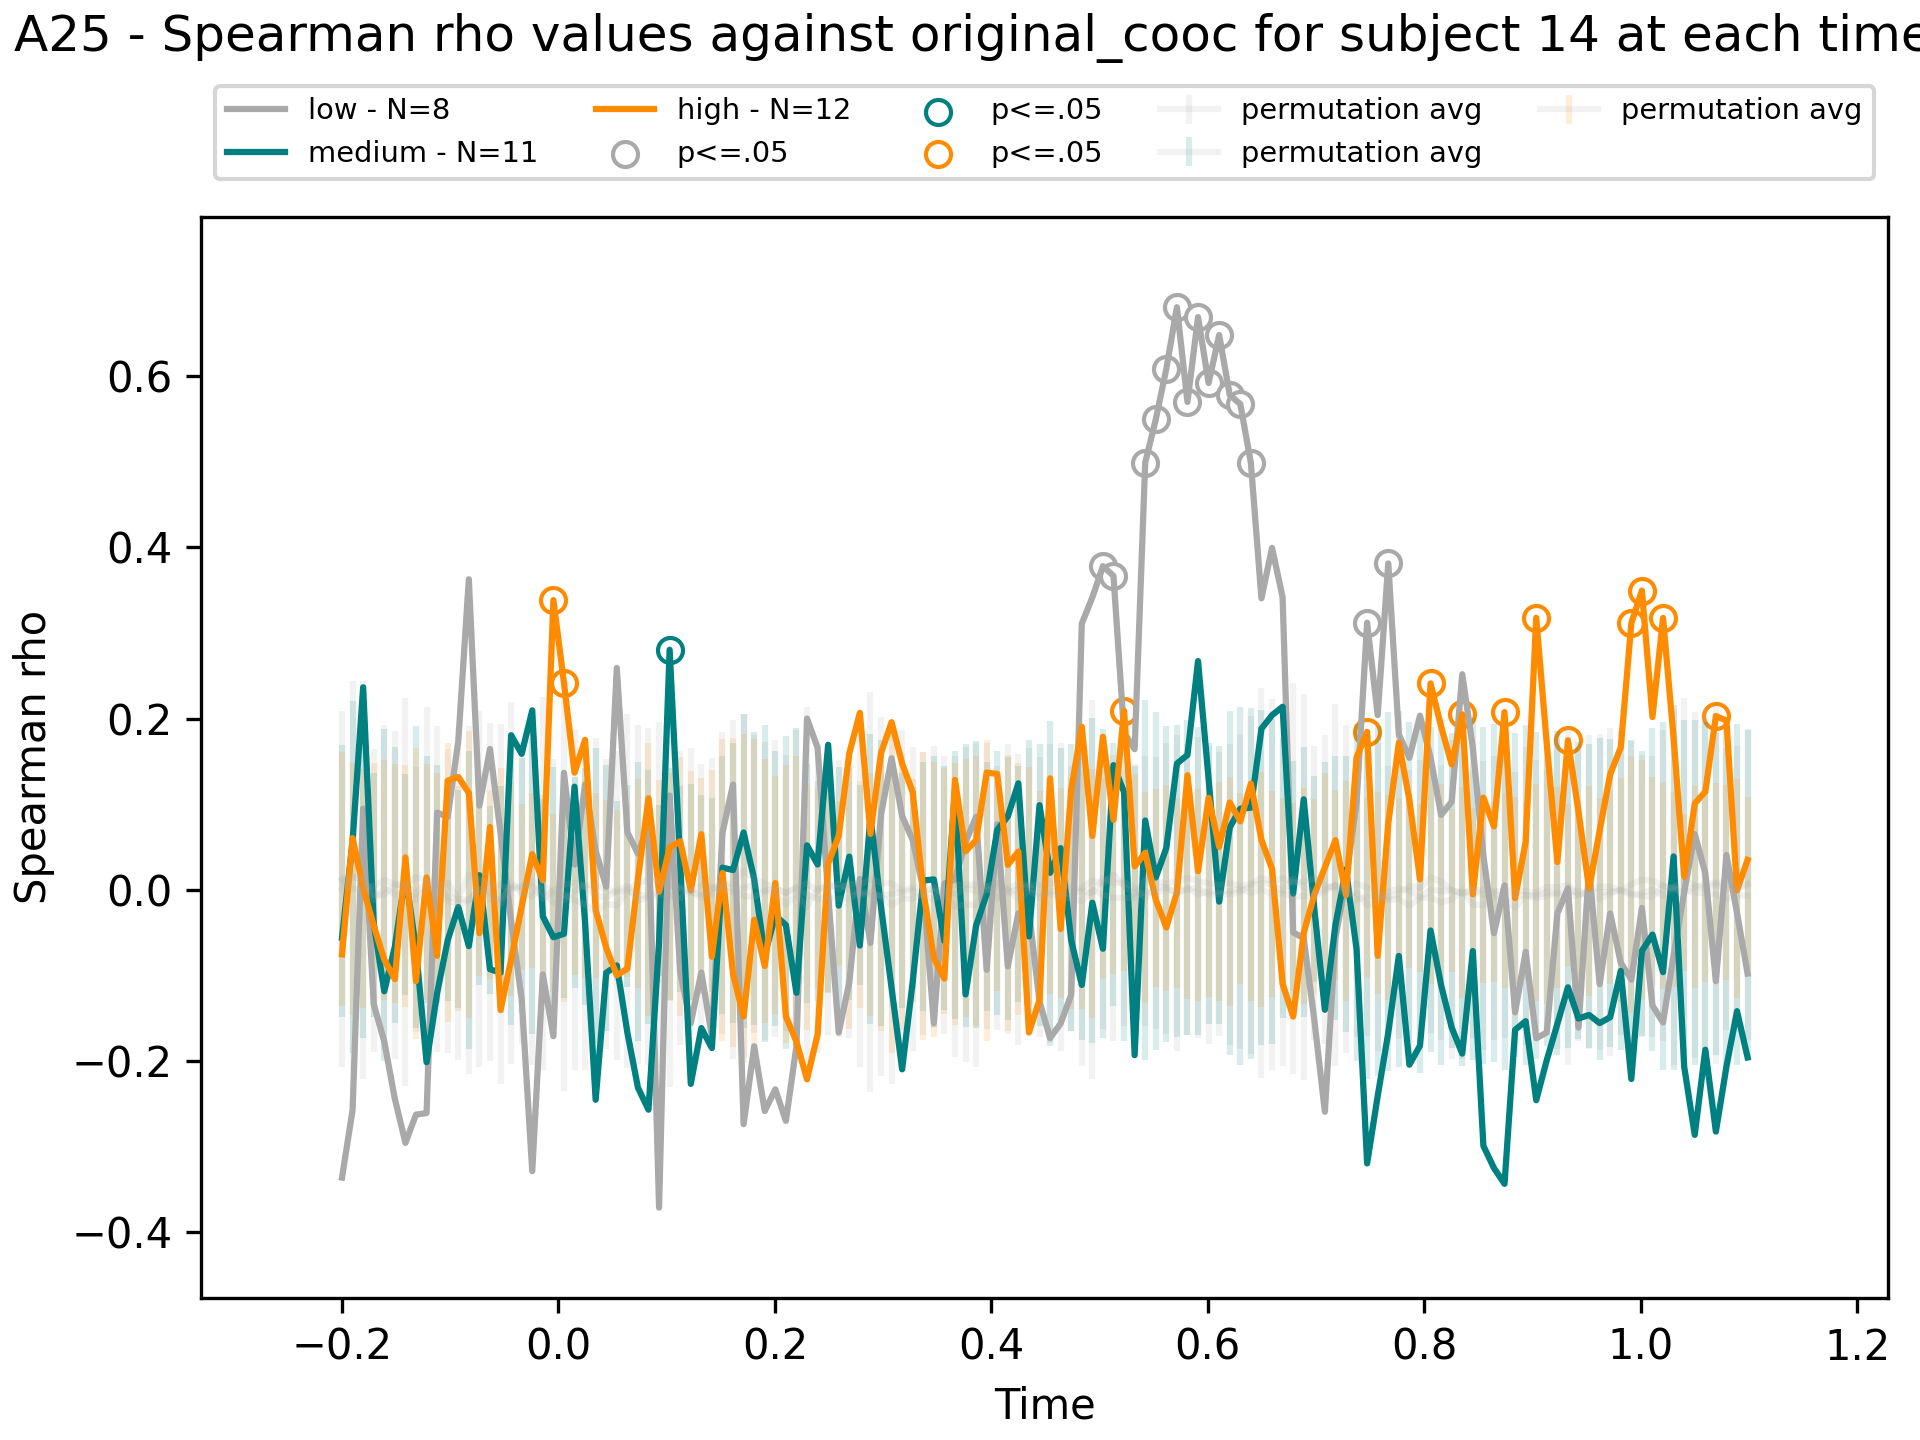 A25 - Spearman rho values against original_cooc for subject 14 at each time
low - N=8
medium - N=11
high - N=12
p<=.05
p<=.05
p<=.05
permutation avg
permutation avg
permutation avg
Spearman rho
0.6
0.4
0.2
0.0
−0.2
−0.4
−0.2 0.0 0.2 0.4 0.6 0.8 1.0 1.2
Time